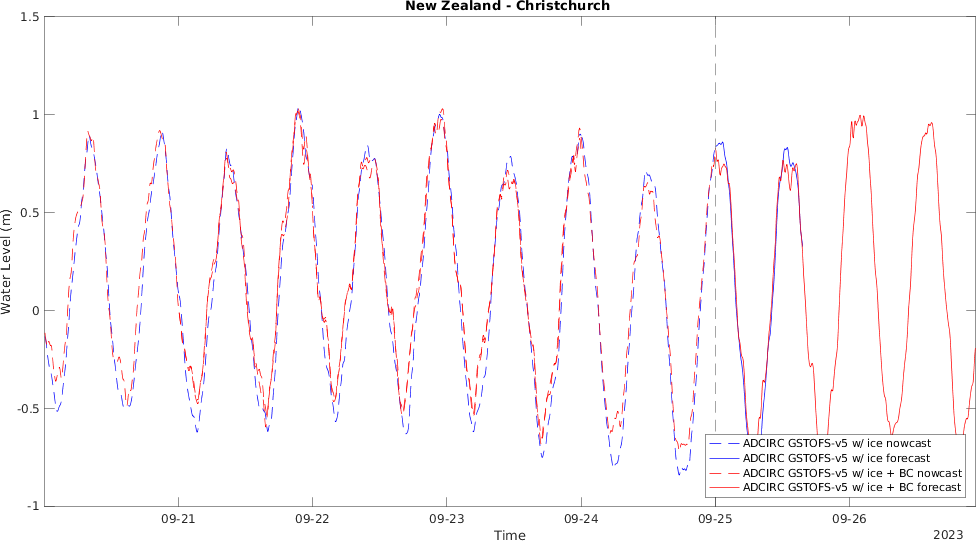 New Zealand - Christchurch
1.5
1
0.5
0
-0.5
-1
Water Level (m)
09-21
09-22
09-23
09-24
09-25
09-26
Time
2023
ADCIRC GSTOFS-v5 w/ ice nowcast
ADCIRC GSTOFS-v5 w/ ice forecast
ADCIRC GSTOFS-v5 w/ ice + BC nowcast
ADCIRC GSTOFS-v5 w/ ice + BC forecast